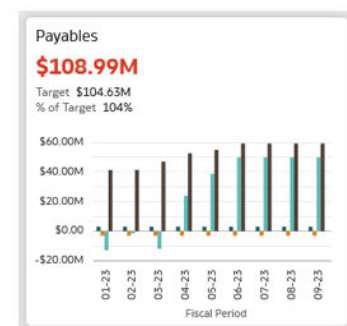 Payables
$108.99M
Target $104.63M
% of Target 104%
$60.00M
$40.00M
$20.00M
$0.00
-$20.00M
01-23
02-23
03-23
04-23
05-23
06-23
07-23
08-23
09-23
Fiscal Period